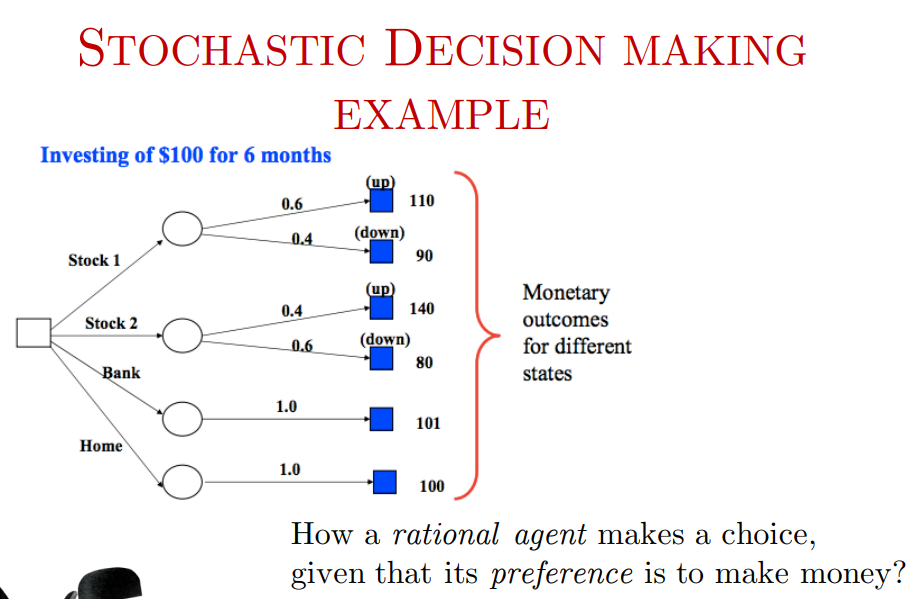 STOCHASTIC DECISION MAKING
EXAMPLE
Investing of $100 for 6 months
(up)
0.6
110
(down)
0.4
90
Stock 1
(up)
0.4
140
Stock 2
(down)
0.6
80
Bank
1.0
101
Home
1.0
100
Monetary
outcomes
for different
states
How a rational agent makes a choice,
given that its preference is to make money?